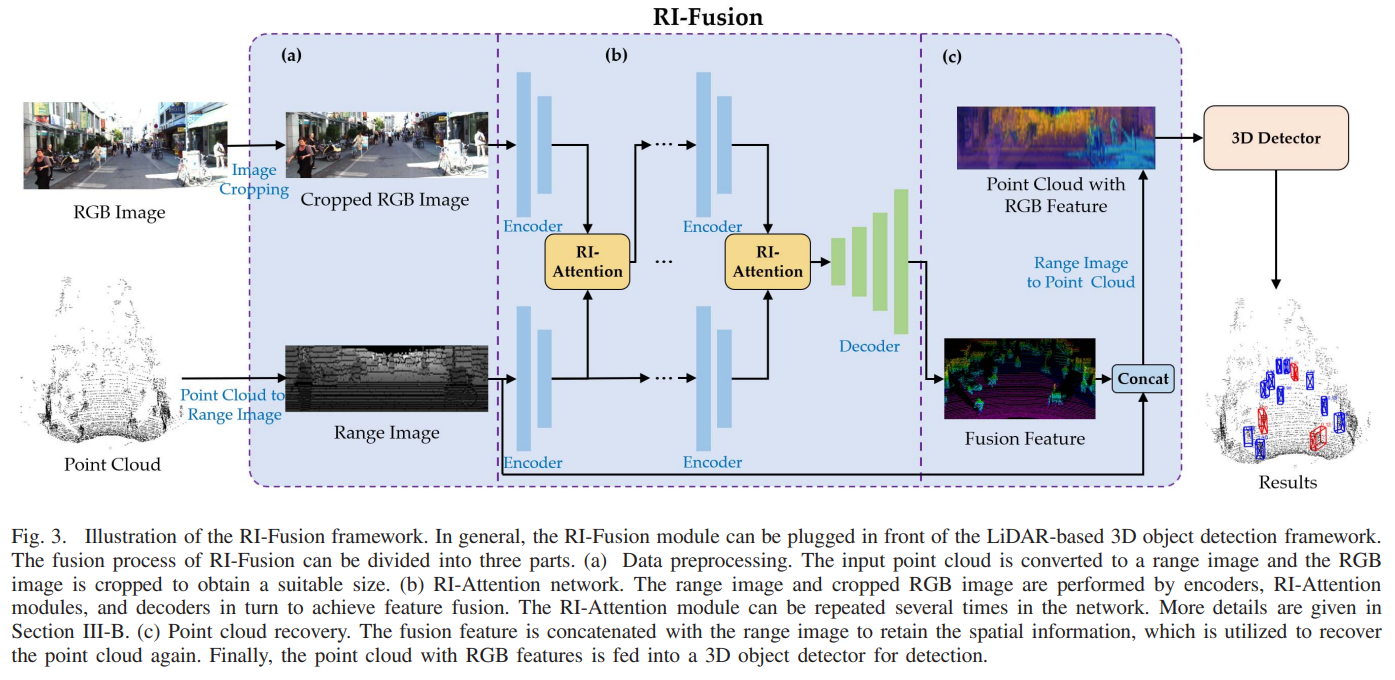 RI-Fusion
(a)
(b)
(c)
RGB Image
Image
Cropping
Cropped RGB Image
Point Cloud
Point Cloud to
Range Image
Range Image
Encoder
Encoder
RI-
Attention
...
...
RI-
Attention
...
Encoder
Encoder
Decoder
Point Cloud with
RGB Feature
Range Image
to Point Cloud
Fusion Feature
Concat
3D Detector
Results
Fig. 3. Illustration of the RI-Fusion framework. In general, the RI-Fusion module can be plugged in front of the LiDAR-based 3D object detection framework.
The fusion process of RI-Fusion can be divided into three parts. (a) Data preprocessing. The input point cloud is converted to a range image and the RGB
image is cropped to obtain a suitable size. (b) RI-Attention network. The range image and cropped RGB image are performed by encoders, RI-Attention
modules, and decoders in turn to achieve feature fusion. The RI-Attention module can be repeated several times in the network. More details are given in
Section III-B. (c) Point cloud recovery. The fusion feature is concatenated with the range image to retain the spatial information, which is utilized to recover
the point cloud again. Finally, the point cloud with RGB features is fed into a 3D object detector for detection.